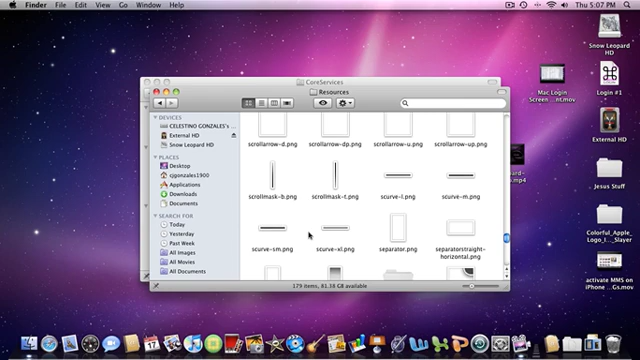 Finder File Edit View Go Window Help
Thu 5:07 PM
CoreServices
Resources
DEVICES
CELESTINO GONZALES's...
External HD
Snow Leopard HD
PLACES
Desktop
cjgonzales1900
Applications
Downloads
Documents
SEARCH FOR
Today
Yesterday
Past Week
All Images
All Movies
All Documents
scrollarrow-d.png scrollarrow-dp.png scrollarrow-u.png scrollarrow-up.png
scrollmask-b.png scrollmask-t.png scurve-l.png scurve-m.png
scurve-sm.png scurve-xl.png separator.png separatorstraight-
horizontal.png
179 items, 81.38 GB available
Snow Leopard
HD
Mac Login
Screen ...nt.mov
Login #1
External HD
Jesus Stuff
Colorful_Apple_
Logo_I..._Slayer
activate MMS on
iPhone ...Gs.mov